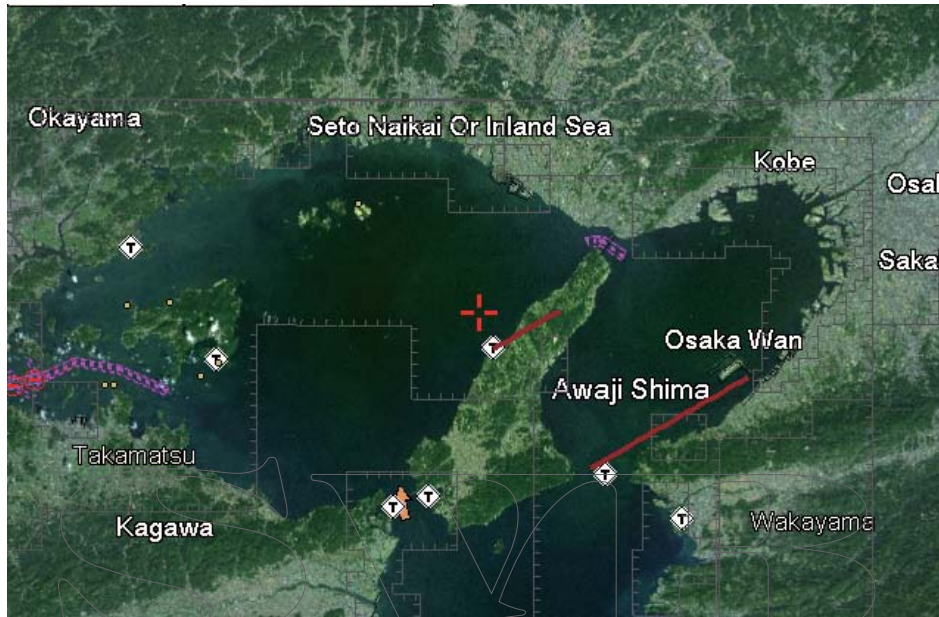 Okayama
Seto Naikai Or Inland Sea
Kobe
Osal
Saka
Osaka Wan
Awaji Shima
Takamatsu
Kagawa
Wakayama
T
T
T
T
T
T
T